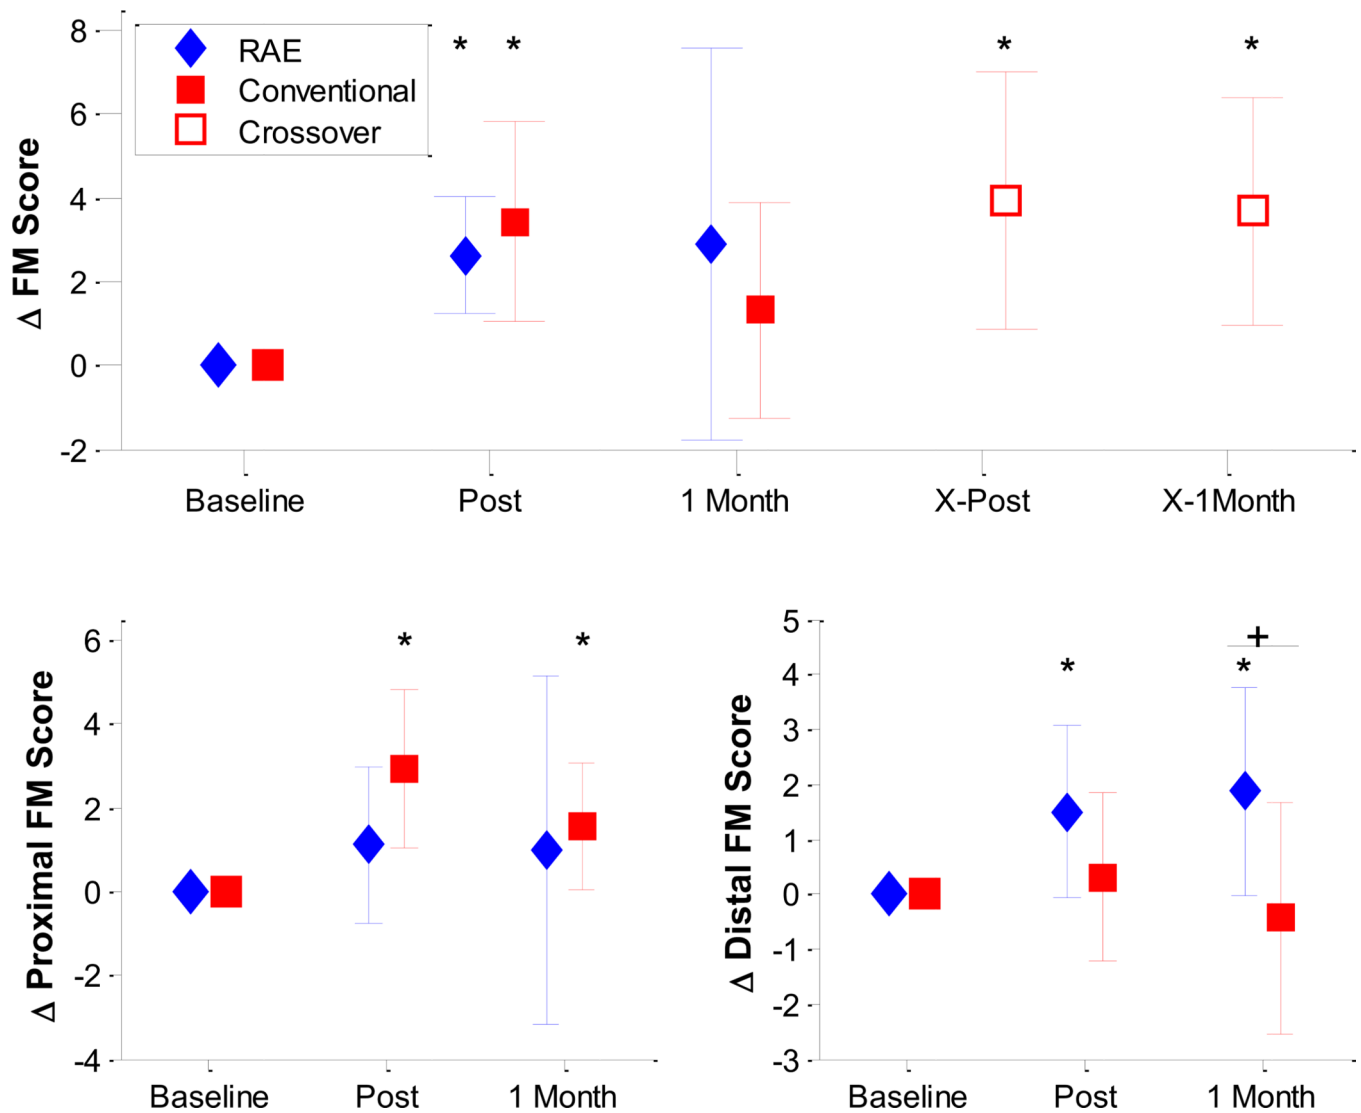 8
6
4
2
0
-2
Δ FM Score
RAE
Conventional
Crossover
* *
*
*
Baseline
Post
1 Month
X-Post
X-1Month
6
4
2
0
-2
-4
Δ Proximal FM Score
*
*
Baseline
Post
1 Month
5
4
3
2
1
0
-1
-2
-3
Δ Distal FM Score
*
+
*
Baseline
Post
1 Month